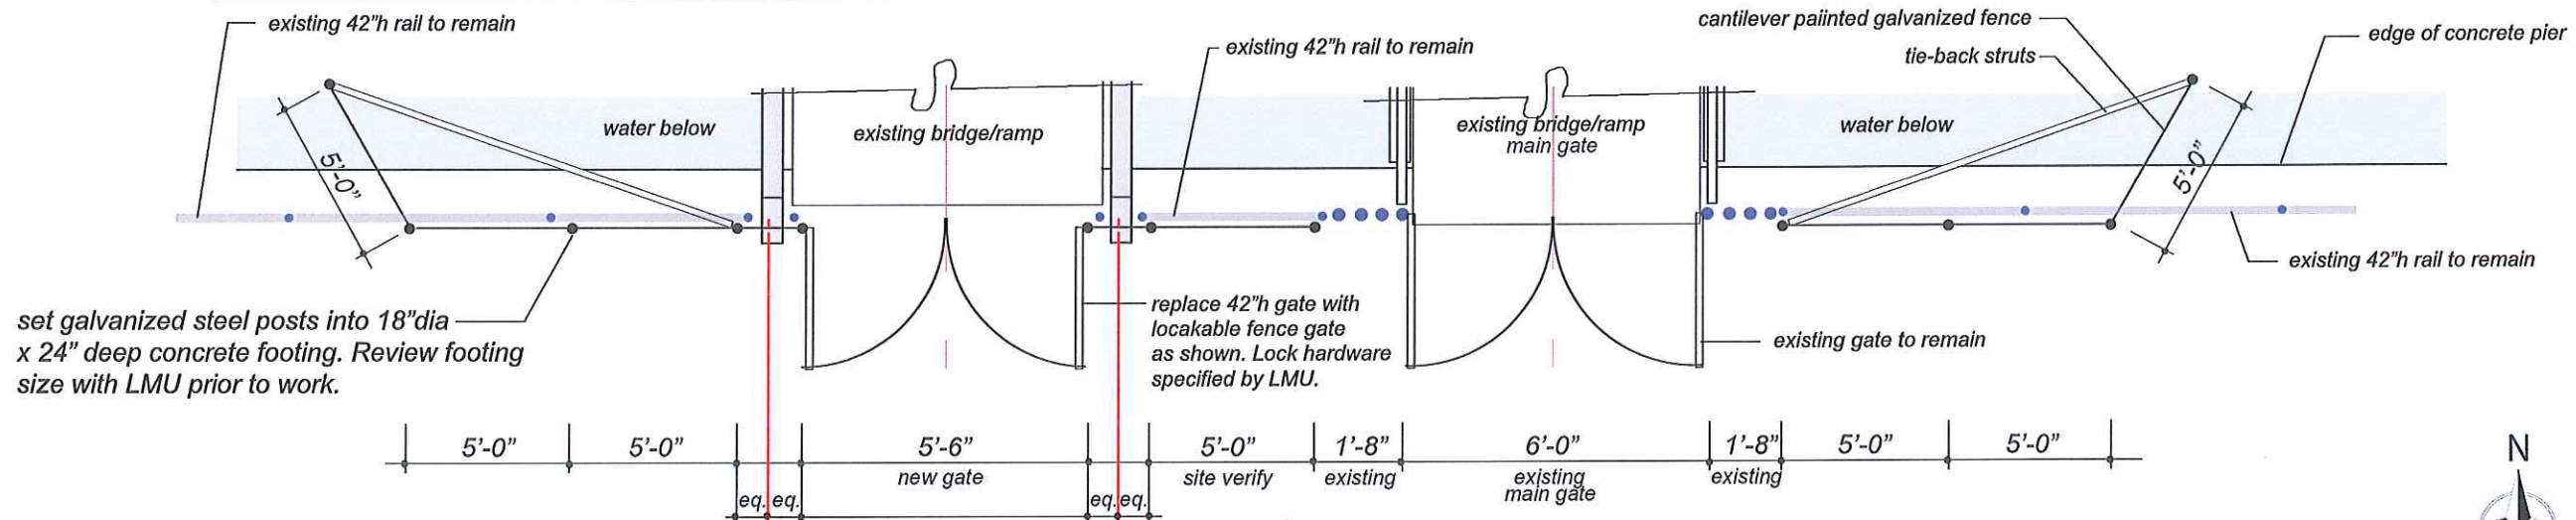 existing 42"h rail to remain
existing 42"h rail to remain
cantilever paiinted galvanized fence
tie-back struts
edge of concrete pier
water below
existing bridge/ramp
existing bridge/ramp
main gate
water below
5'-0"
5'-0"
existing 42"h rail to remain
set galvanized steel posts into 18"dia
x 24" deep concrete footing. Review footing
size with LMU prior to work.
replace 42"h gate with
locakable fence gate
as shown. Lock hardware
specified by LMU.
existing gate to remain
5'-0" 5'-0" 5'-6" 5'-0" 1'-8" 6'-0" 1'-8" 5'-0" 5'-0"
new gate site verify existing existing existing
main gate
eq. eq. eq. eq.
N